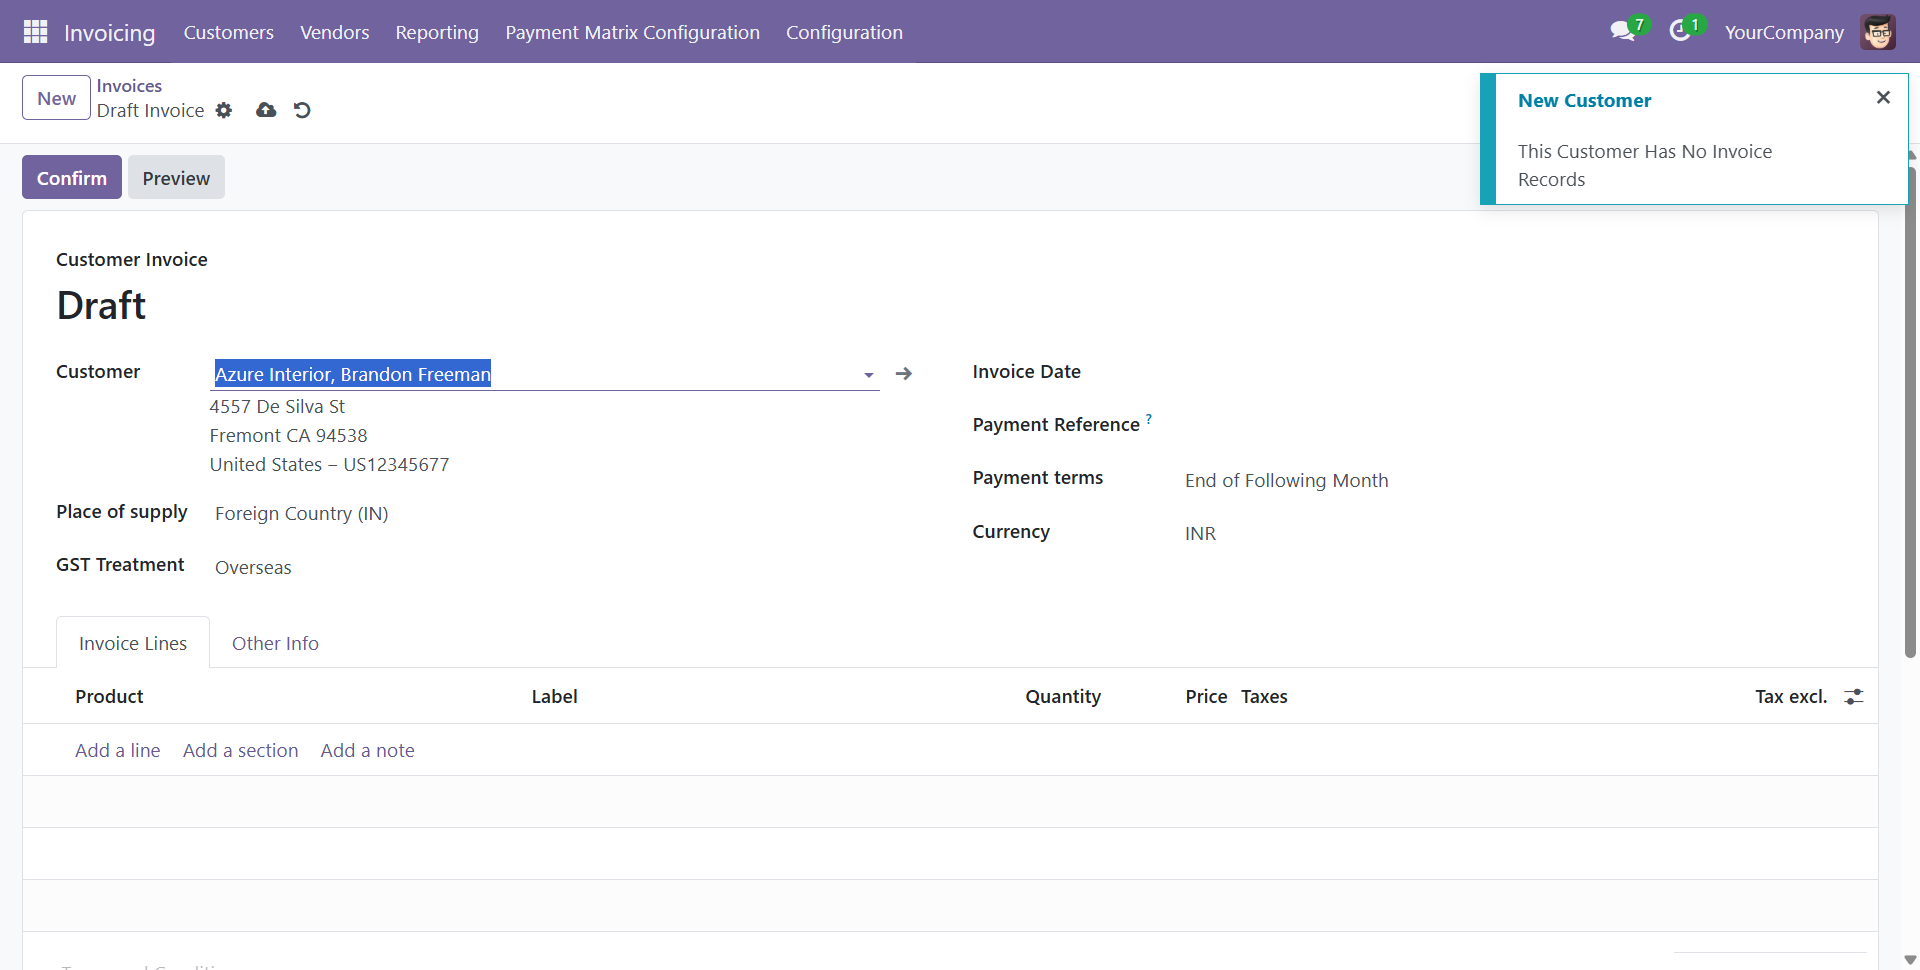 Invoicing Customers Vendors Reporting Payment Matrix Configuration Configuration 7 1 YourCompany
New Invoices
Draft Invoice
New Customer
This Customer Has No Invoice
Records
Confirm Preview
Customer Invoice
Draft
Customer Azure Interior, Brandon Freeman
4557 De Silva St
Fremont CA 94538
United States – US12345677
Place of supply Foreign Country (IN)
GST Treatment Overseas
Invoice Date
Payment Reference ?
Payment terms End of Following Month
Currency INR
Invoice Lines Other Info
Product Label Quantity Price Taxes Tax excl.
Add a line Add a section Add a note